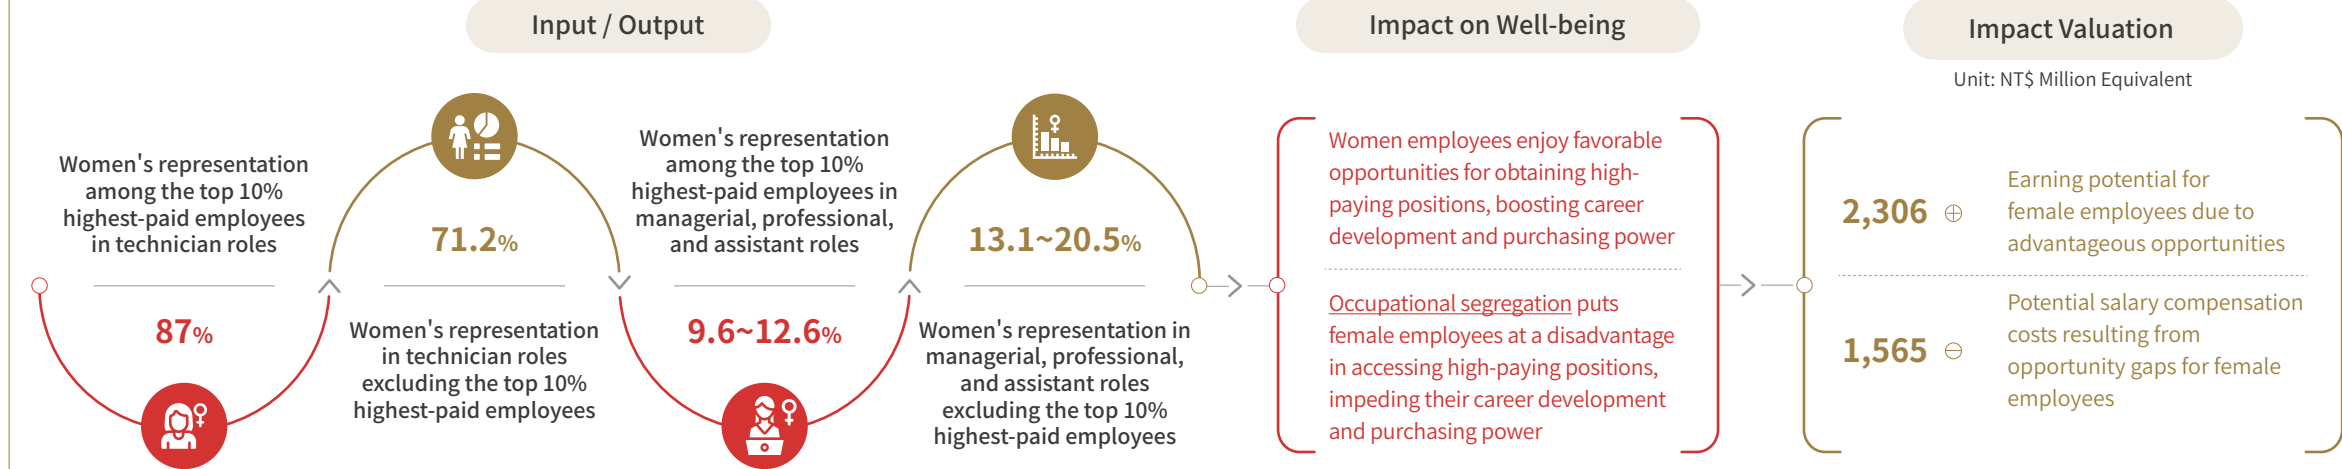 Input / Output
Women's representation
among the top 10%
highest-paid employees
in technician roles
87%
71.2%
Women's representation
in technician roles
excluding the top 10%
highest-paid employees
Women's representation
among the top 10%
highest-paid employees in
managerial, professional,
and assistant roles
9.6~12.6%
13.1~20.5%
Women's representation in
managerial, professional,
and assistant roles
excluding the top 10%
highest-paid employees
Impact on Well-being
Women employees enjoy favorable
opportunities for obtaining high-
paying positions, boosting career
development and purchasing power
Occupational segregation puts
female employees at a disadvantage
in accessing high-paying positions,
impeding their career development
and purchasing power
Impact Valuation
Unit: NT$ Million Equivalent
2,306 ⊕
Earning potential for
female employees due to
advantageous opportunities
1,565 ⊖
Potential salary compensation
costs resulting from
opportunity gaps for female
employees